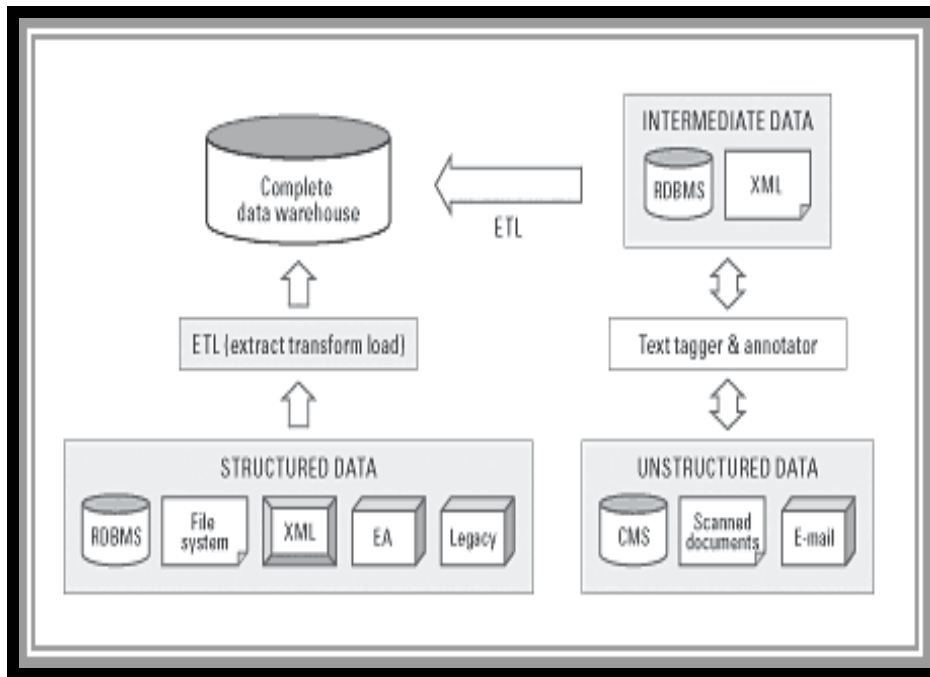 INTERMEDIATE DATA
RDBMS
XML
Complete
data warehouse
ETL
ETL (extract transform load)
Text tagger & annotator
STRUCTURED DATA
RDBMS
File
system
XML
EA
Legacy
UNSTRUCTURED DATA
CMS
Scanned
documents
E-mail